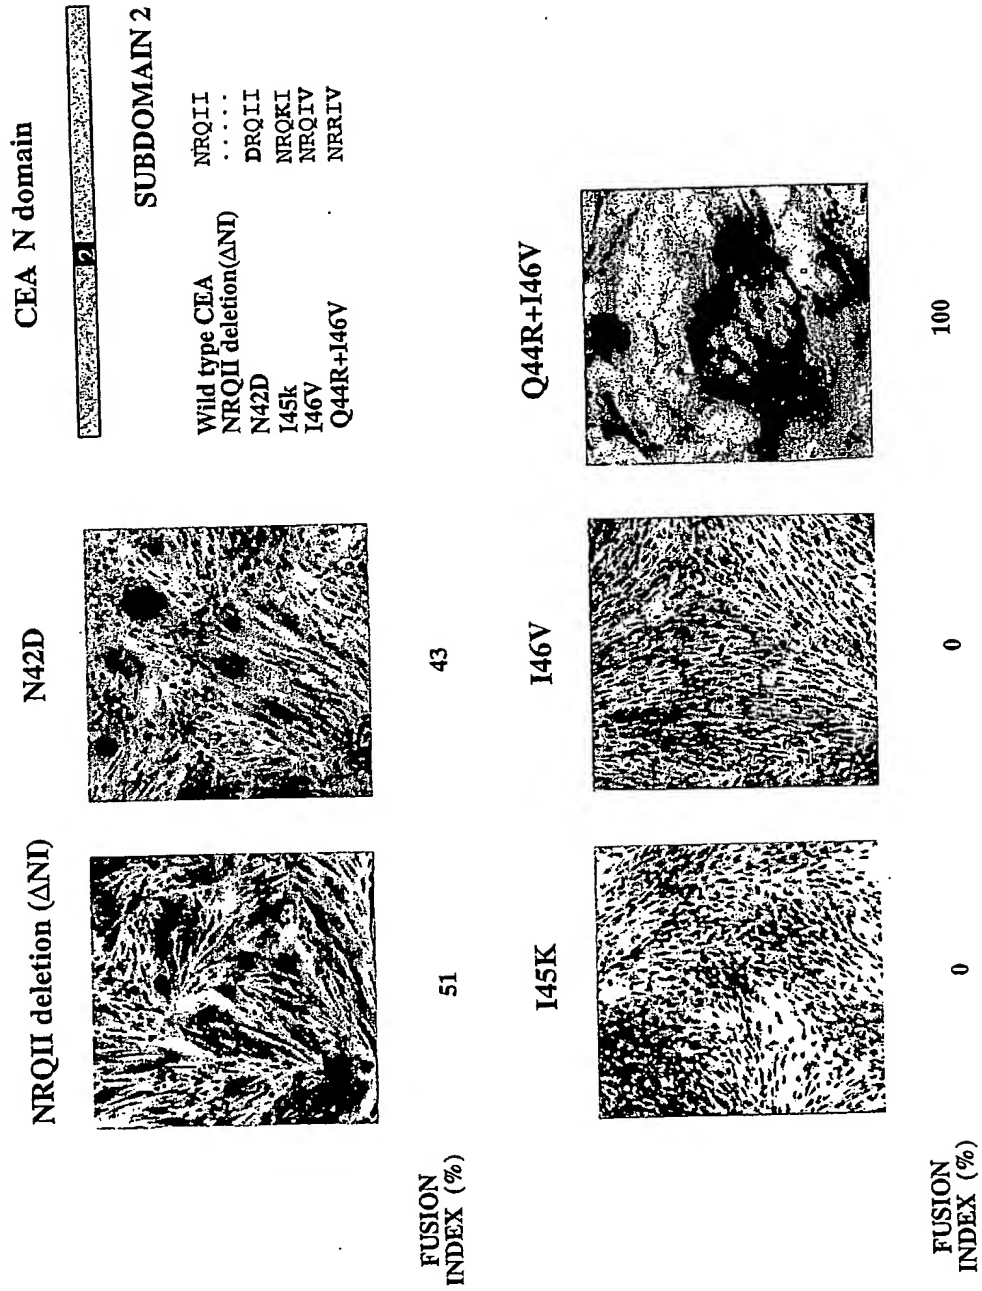 CEA N domain
2
SUBDOMAIN 2
Wild type CEA NRQII
NRQII deletion(ΔNI) .....
N42D DRQII
I45k NRQKI
I46V NRQIV
Q44R+I46V NRRIV
NRQII deletion (ΔNI)
N42D
FUSION
INDEX (%)
51
43
I45K
I46V
Q44R+I46V
FUSION
INDEX (%)
0
0
100